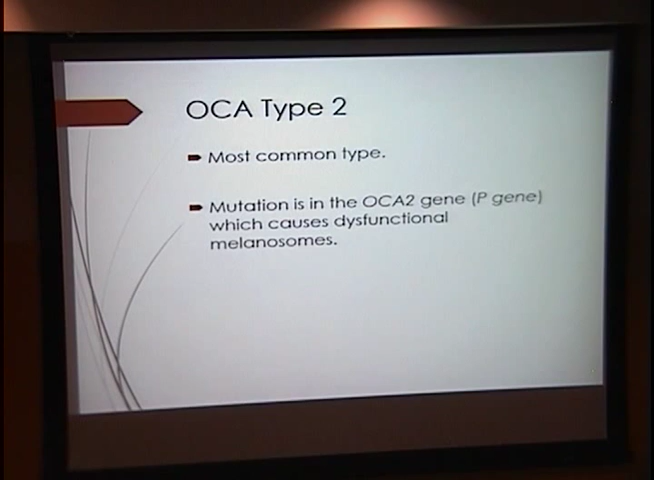 OCA Type 2
Most common type.
Mutation is in the OCA2 gene (P gene)
which causes dysfunctional
melanosomes.